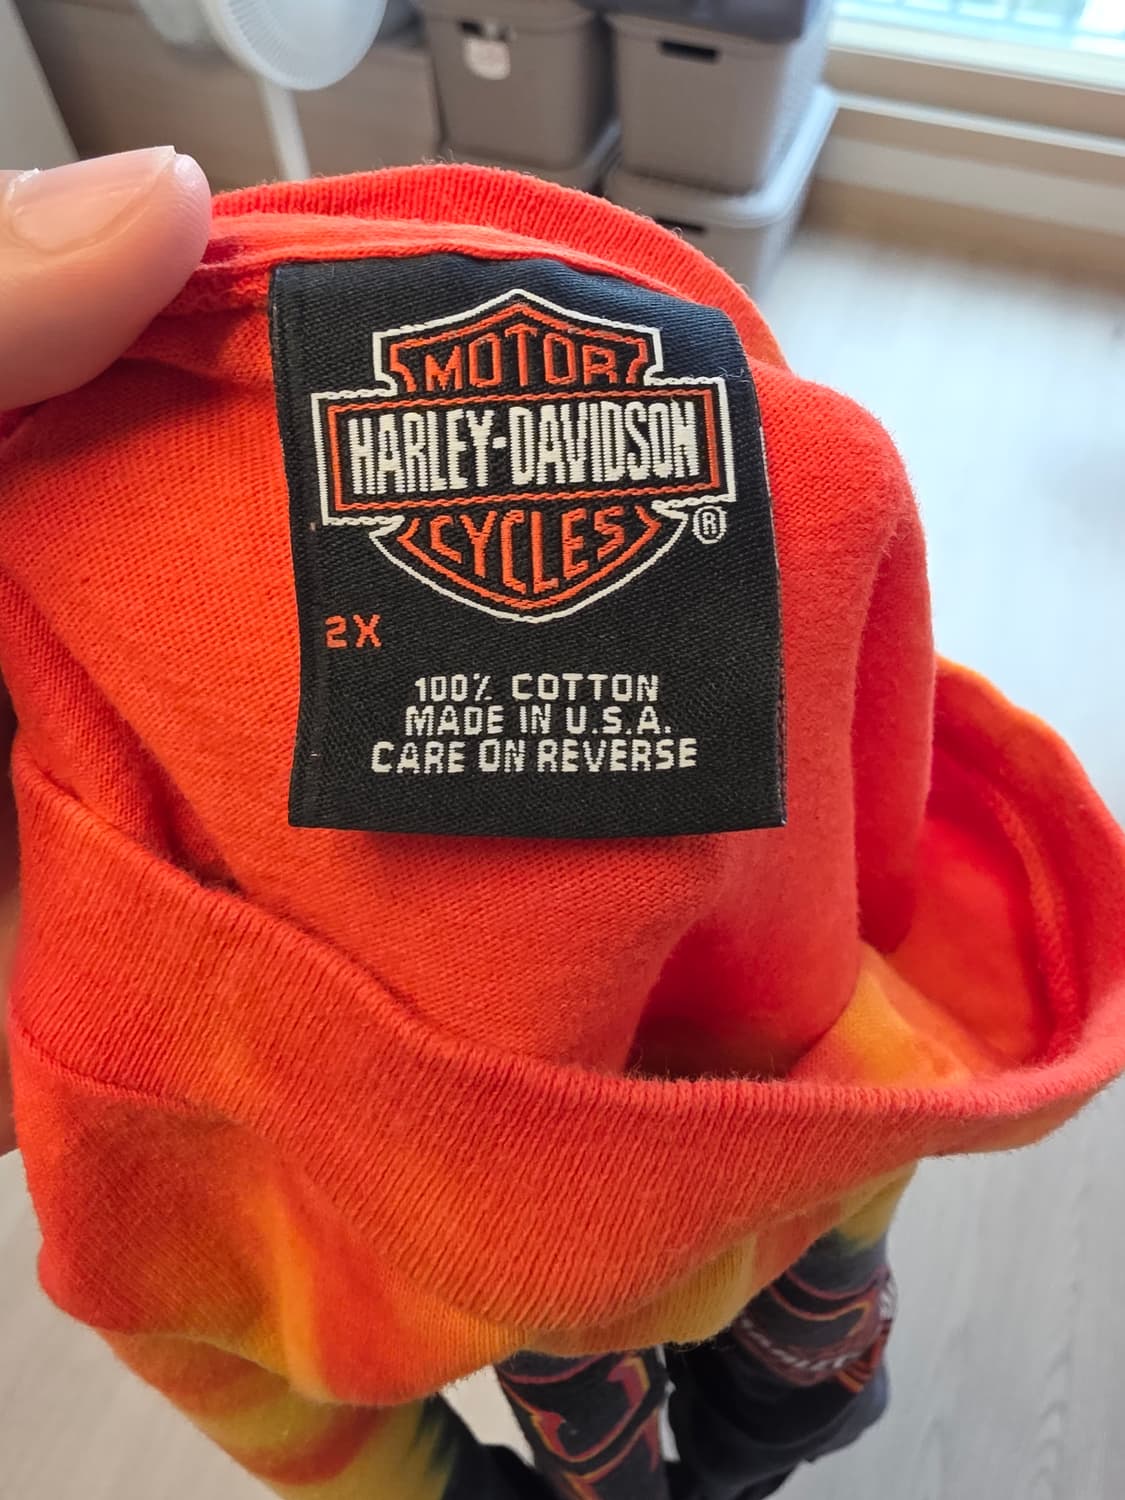 MOTOR
HARLEY-DAVIDSON
CYCLES
®
2X
100% COTTON
MADE IN U.S.A.
CARE ON REVERSE